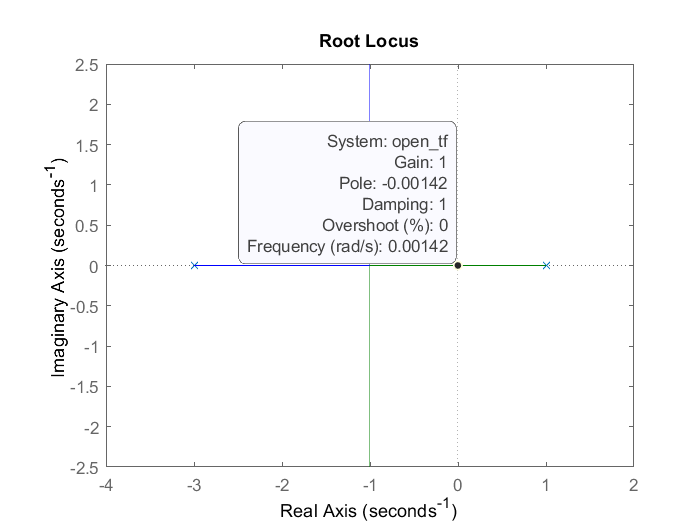 Root Locus
2.5
2
1.5
1
0.5
0
-0.5
-1
-1.5
-2
-2.5
Imaginary Axis (seconds-1)
System: open_tf
Gain: 1
Pole: -0.00142
Damping: 1
Overshoot (%): 0
Frequency (rad/s): 0.00142
-4 -3 -2 -1 0 1 2
Real Axis (seconds-1)